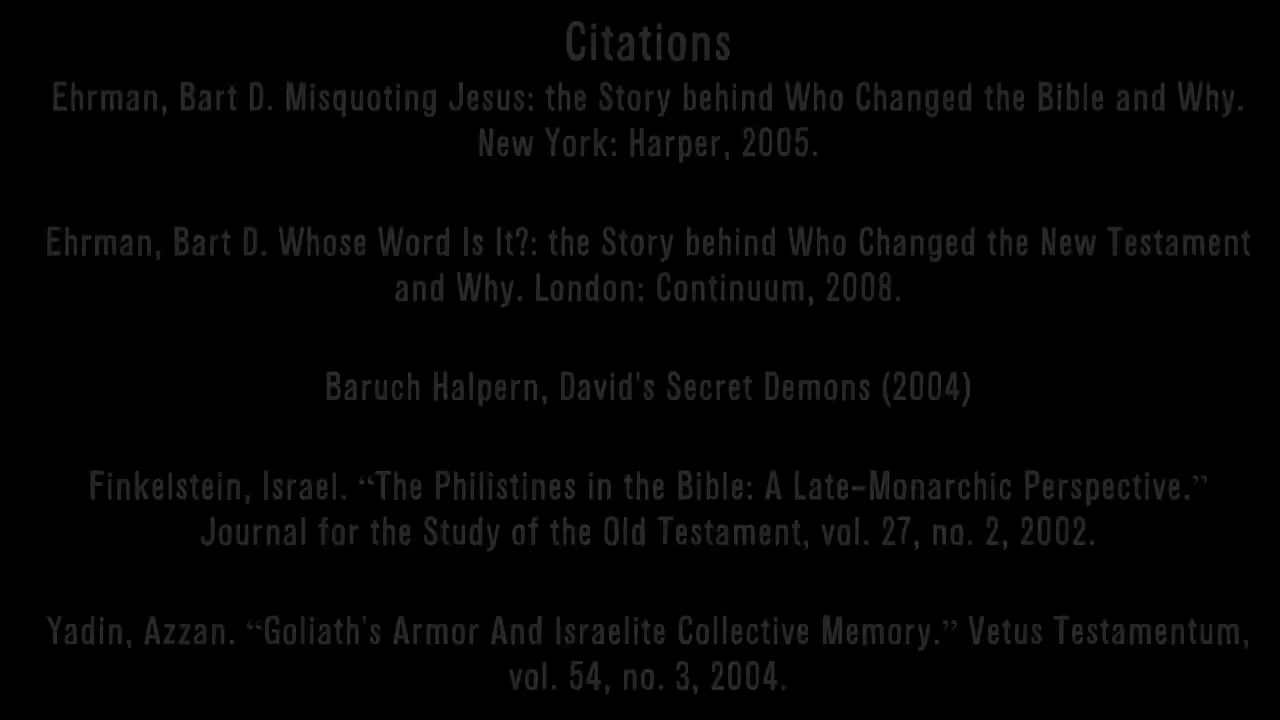 Citations
Ehrman, Bart D. Misquoting Jesus: the Story behind Who Changed the Bible and Why.
New York: Harper, 2005.
Ehrman, Bart D. Whose Word Is It?: the Story behind Who Changed the New Testament
and Why. London: Continuum, 2008.
Baruch Halpern, David's Secret Demons (2004)
Finkelstein, Israel. “The Philistines in the Bible: A Late-Monarchic Perspective.”
Journal for the Study of the Old Testament, vol. 27, no. 2, 2002.
Yadin, Azzan. “Goliath's Armor And Israelite Collective Memory.” Vetus Testamentum,
vol. 54, no. 3, 2004.